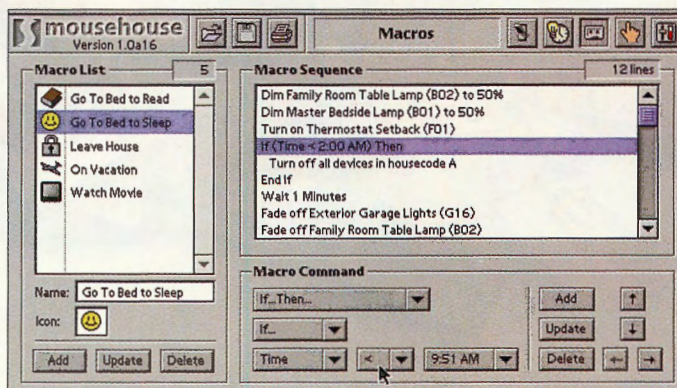 mousehouse
Version 1.0a16
Macros
Macro List 5
Go To Bed to Read
Go To Bed to Sleep
Leave House
On Vacation
Watch Movie
Name: Go To Bed to Sleep
Icon:
Add Update Delete
Macro Sequence 12 lines
Dim Family Room Table Lamp (B02) to 50%
Dim Master Bedside Lamp (B01) to 50%
Turn on Thermostat Setback (F01)
If (Time < 2:00 AM) Then
Turn off all devices in housecode A
End If
Wait 1 Minutes
Fade off Exterior Garage Lights (G16)
Fade off Family Room Table Lamp (B02)
Macro Command
If...Then...
If...
Time < 9:51 AM
Add ↑
Update ↓
Delete ← →